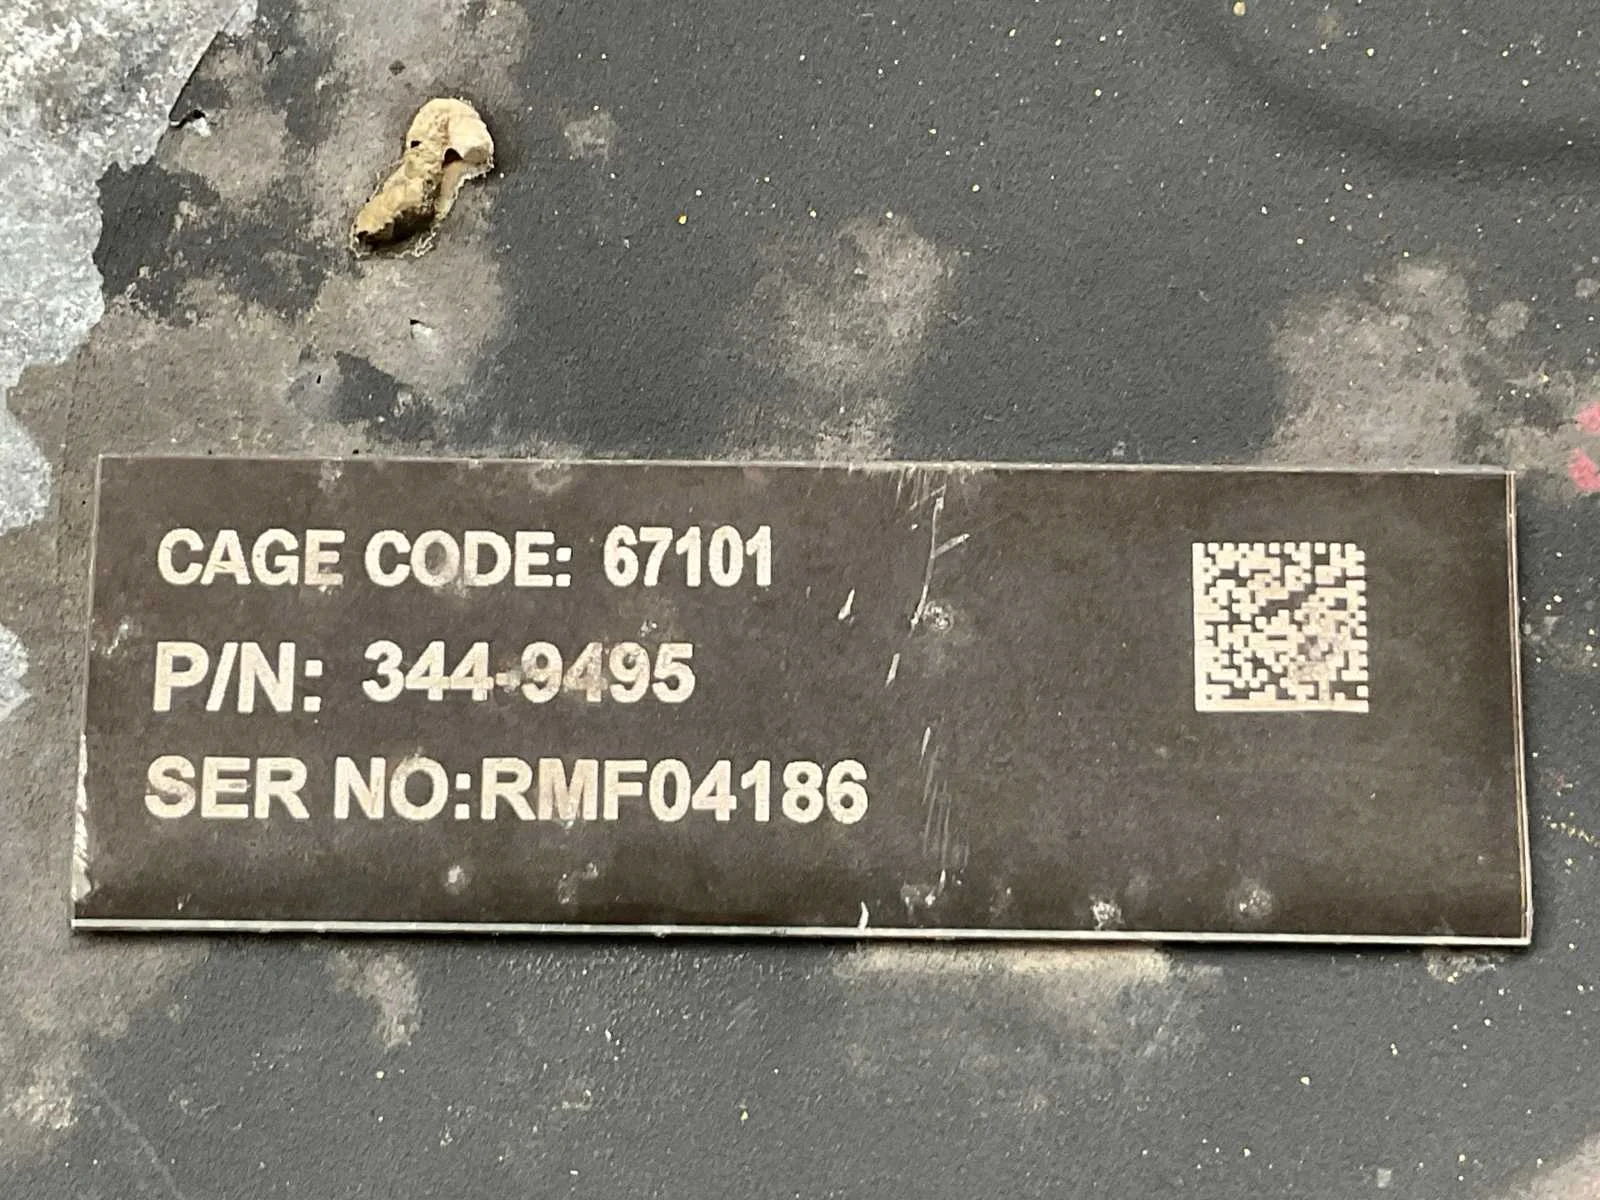 CAGE CODE: 67101
P/N: 344-9495
SER NO:RMF04186